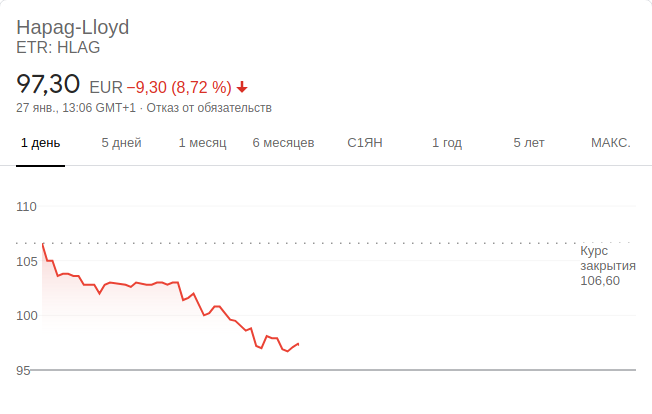 Hapag-Lloyd
ETR: HLAG
97,30 EUR −9,30 (8,72 %)
27 янв., 13:06 GMT+1 · Отказ от обязательств
1 день 5 дней 1 месяц 6 месяцев С1ЯН 1 год 5 лет МАКС.
110
105
100
95
Курс
закрытия
106,60